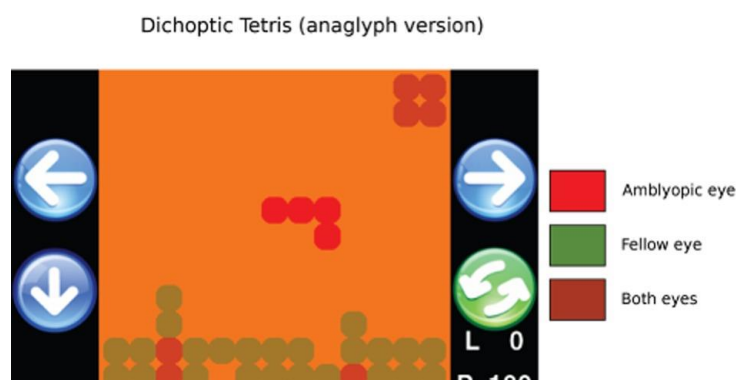 Dichoptic Tetris (anaglyph version)
Amblyopic eye
Fellow eye
Both eyes
L 0